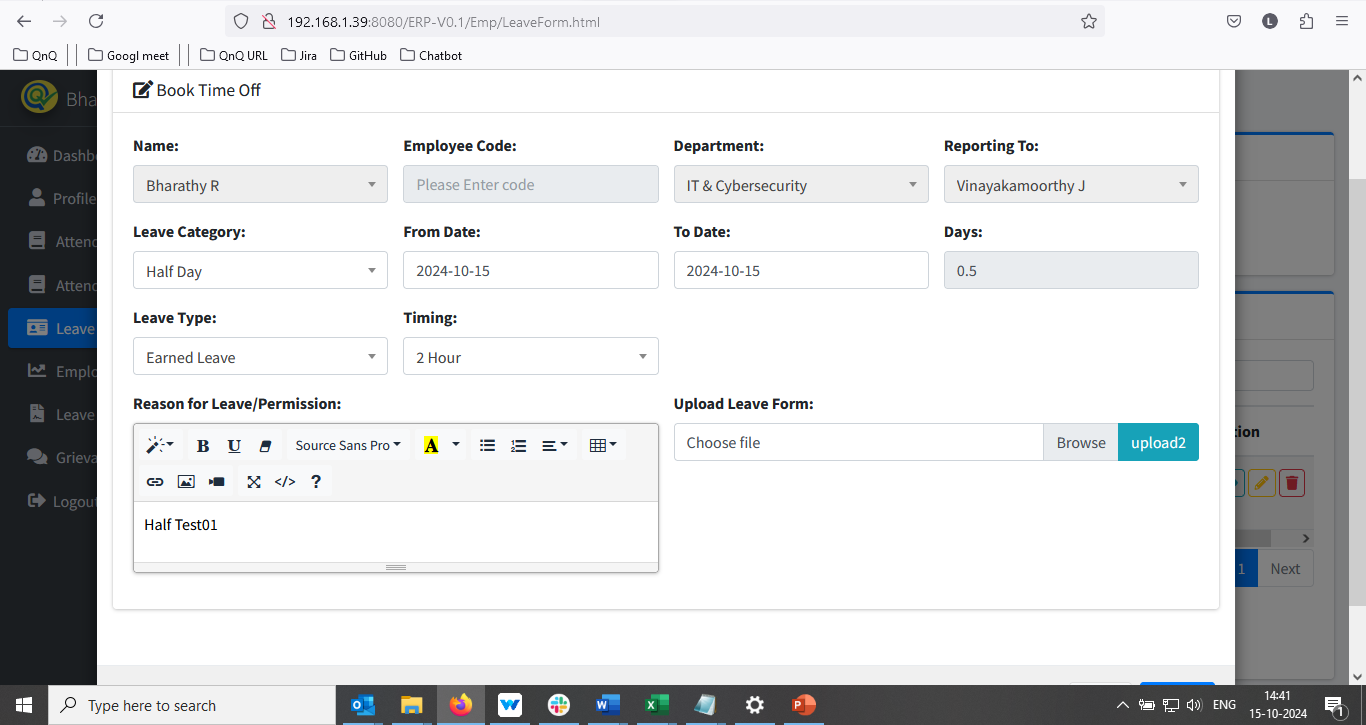 192.168.1.39:8080/ERP-V0.1/Emp/LeaveForm.html
L
QnQ
Googl meet
QnQ URL
Jira
GitHub
Chatbot
Bha
Book Time Off
Dashb
Profile
Attend
Attend
Leave
Emplo
Leave
Grieva
Logout
Name:
Employee Code:
Department:
Reporting To:
Bharathy R
Please Enter code
IT & Cybersecurity
Vinayakamoorthy J
Leave Category:
From Date:
To Date:
Days:
Half Day
2024-10-15
2024-10-15
0.5
Leave Type:
Timing:
Earned Leave
2 Hour
Reason for Leave/Permission:
Upload Leave Form:
B
U
Source Sans Pro
A
</>
?
Choose file
Browse
upload2
Half Test01
tion
1
Next
Type here to search
ENG
14:41
15-10-2024
1